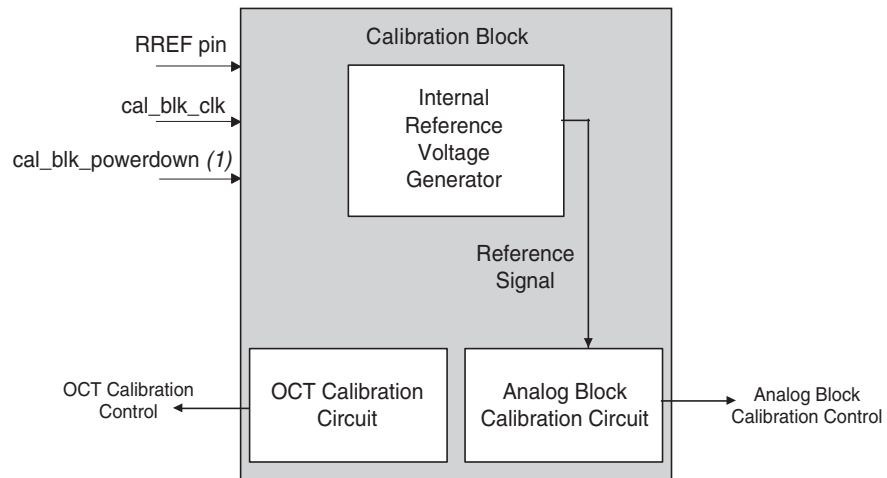 Calibration Block
RREF pin
cal_blk_clk
cal_blk_powerdown (1)
Internal
Reference
Voltage
Generator
Reference
Signal
OCT Calibration
Control
OCT Calibration
Circuit
Analog Block
Calibration Circuit
Analog Block
Calibration Control